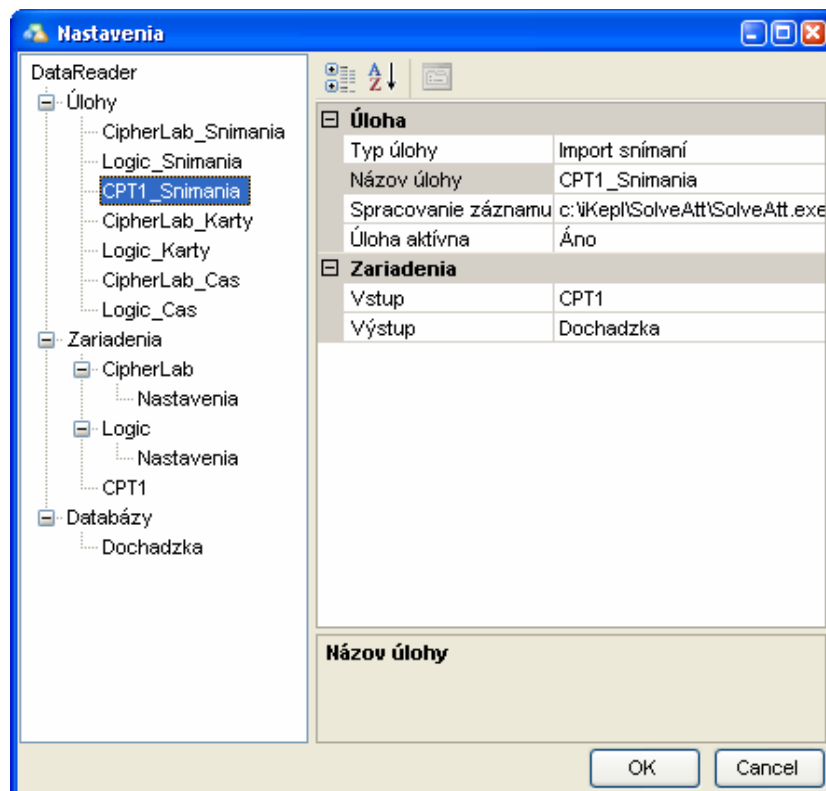 Nastavenia
DataReader
Úlohy
CipherLab_Snimania
Logic_Snimania
CPT1_Snimania
CipherLab_Karty
Logic_Karty
CipherLab_Cas
Logic_Cas
Zariadenia
CipherLab
Nastavenia
Logic
Nastavenia
CPT1
Databázy
Dochadzka
A
Z
Úloha
Typ úlohy Import snímaní
Názov úlohy CPT1_Snimania
Spracovanie záznamu c:\iKepl\SolveAtt\SolveAtt.exe
Úloha aktívna Áno
Zariadenia
Vstup CPT1
Výstup Dochadzka
Názov úlohy
OK Cancel